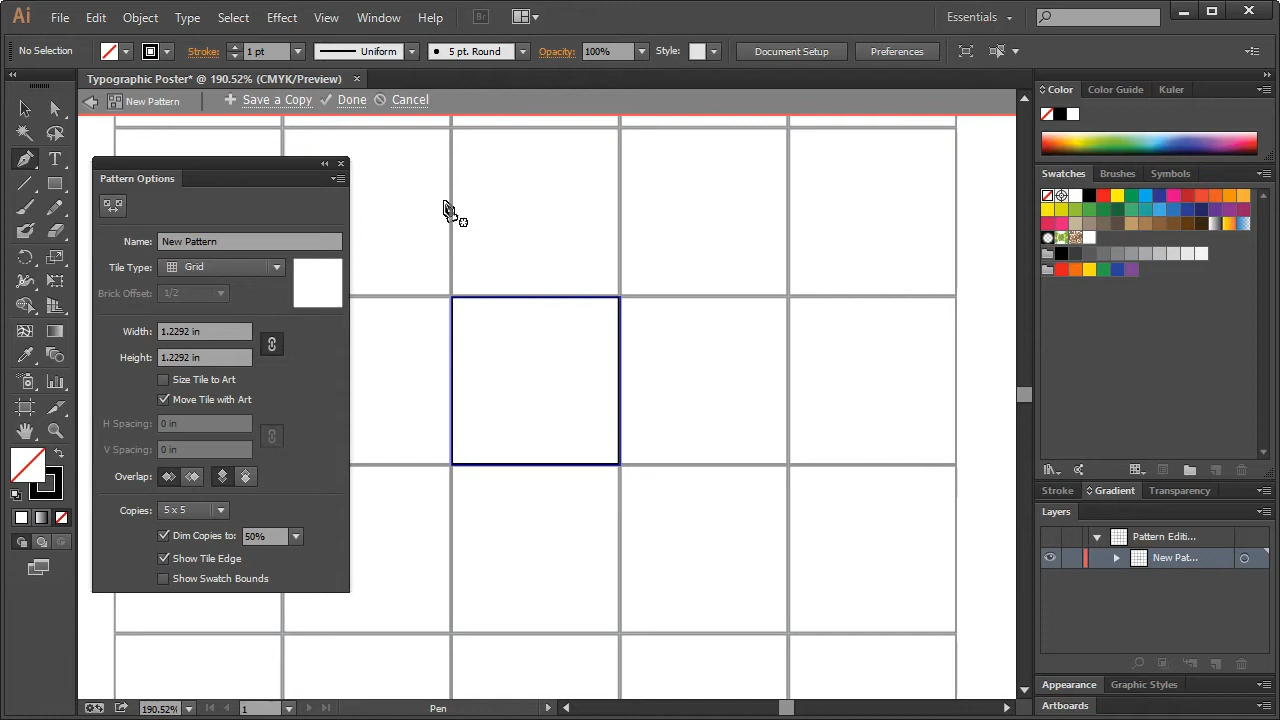 Ai File Edit Object Type Select Effect View Window Help Br Essentials
No Selection Stroke: 1 pt Uniform 5 pt. Round Opacity: 100% Style: Document Setup Preferences
Typographic Poster* @ 190.52% (CMYK/Preview)
New Pattern Save a Copy Done Cancel
Pattern Options
Name: New Pattern
Tile Type: Grid
Brick Offset: 1/2
Width: 1.2292 in
Height: 1.2292 in
Size Tile to Art
Move Tile with Art
H Spacing: 0 in
V Spacing: 0 in
Overlap:
Copies: 5 x 5
Dim Copies to: 50%
Show Tile Edge
Show Swatch Bounds
Color Color Guide Kuler
Swatches Brushes Symbols
Stroke Gradient Transparency
Layers
Pattern Editi...
New Pat...
Appearance Graphic Styles
Artboards
190.52% 1 Pen